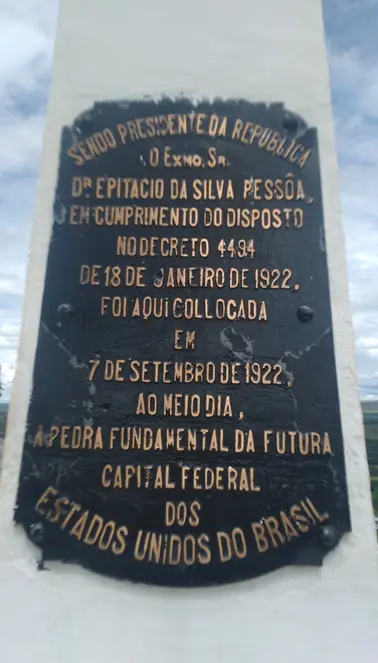 SENDO PRESIDENTE DA REPUBLICA
O EXMO. SR.
DR EPITACIO DA SILVA PESSÔA,
EM CUMPRIMENTO DO DISPOSTO
NO DECRETO 4494
DE 18 DE JANEIRO DE 1922,
FOI AQUI COLLOCADA
EM
7 DE SETEMBRO DE 1922,
AO MEIO DIA,
A PEDRA FUNDAMENTAL DA FUTURA
CAPITAL FEDERAL
DOS
ESTADOS UNIDOS DO BRASIL